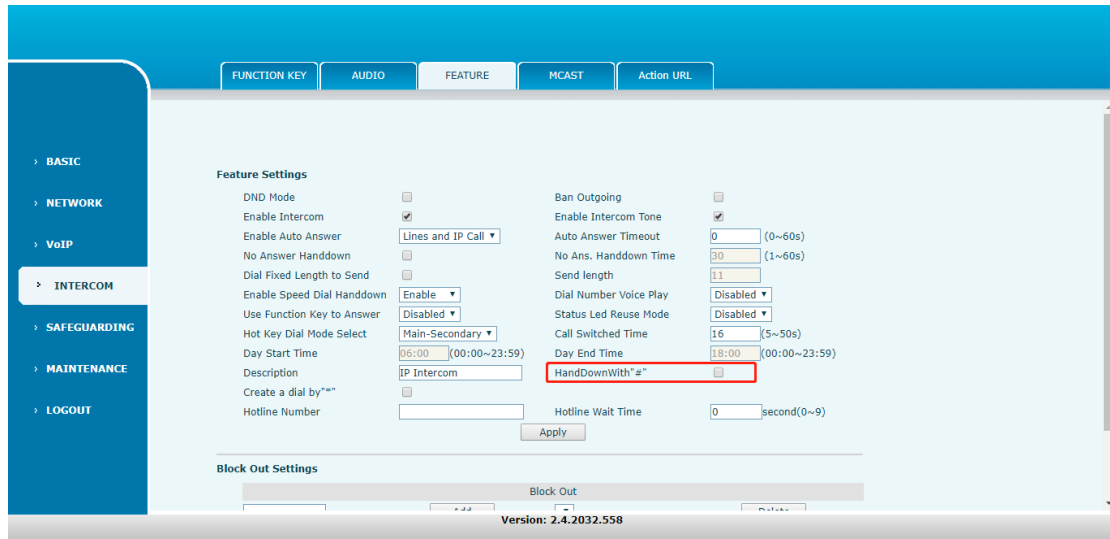 FUNCTION KEY AUDIO FEATURE MCAST Action URL
› BASIC
› NETWORK
› VoIP
› INTERCOM
› SAFEGUARDING
› MAINTENANCE
› LOGOUT
Feature Settings
DND Mode Ban Outgoing
Enable Intercom Enable Intercom Tone
Enable Auto Answer Lines and IP Call ▼ Auto Answer Timeout 0 (0~60s)
No Answer Handdown No Ans. Handdown Time 30 (1~60s)
Dial Fixed Length to Send Send length 11
Enable Speed Dial Handdown Enable ▼ Dial Number Voice Play Disabled ▼
Use Function Key to Answer Disabled ▼ Status Led Reuse Mode Disabled ▼
Hot Key Dial Mode Select Main-Secondary ▼ Call Switched Time 16 (5~50s)
Day Start Time 06:00 (00:00~23:59) Day End Time 18:00 (00:00~23:59)
Description IP Intercom HandDownWith"#"
Create a dial by"*"
Hotline Number Hotline Wait Time 0 second(0~9)
Apply
Block Out Settings
Block Out
Add Delete
Version: 2.4.2032.558